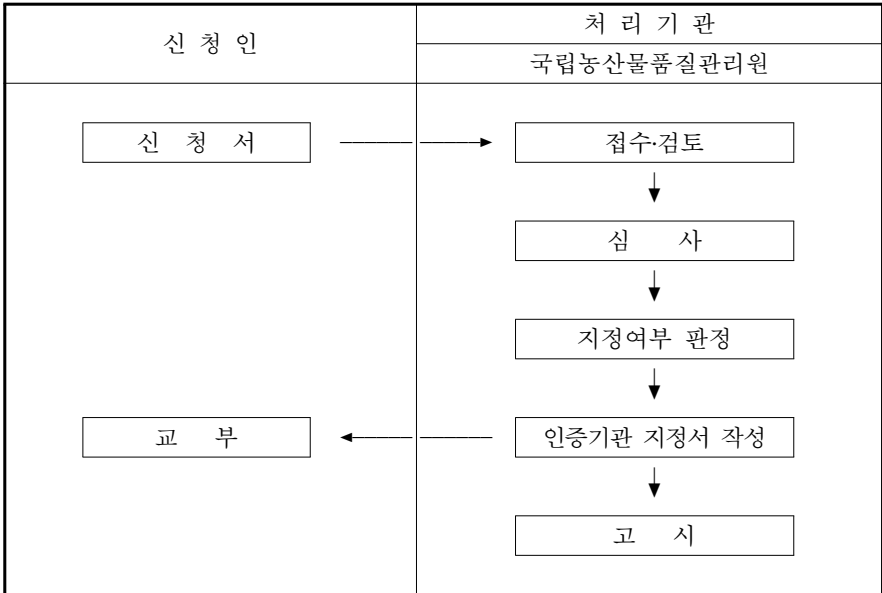 신 청 인
처 리 기 관
국립농산물품질관리원
신 청 서
접수·검토
심 사
지정여부 판정
교 부
인증기관 지정서 작성
고 시